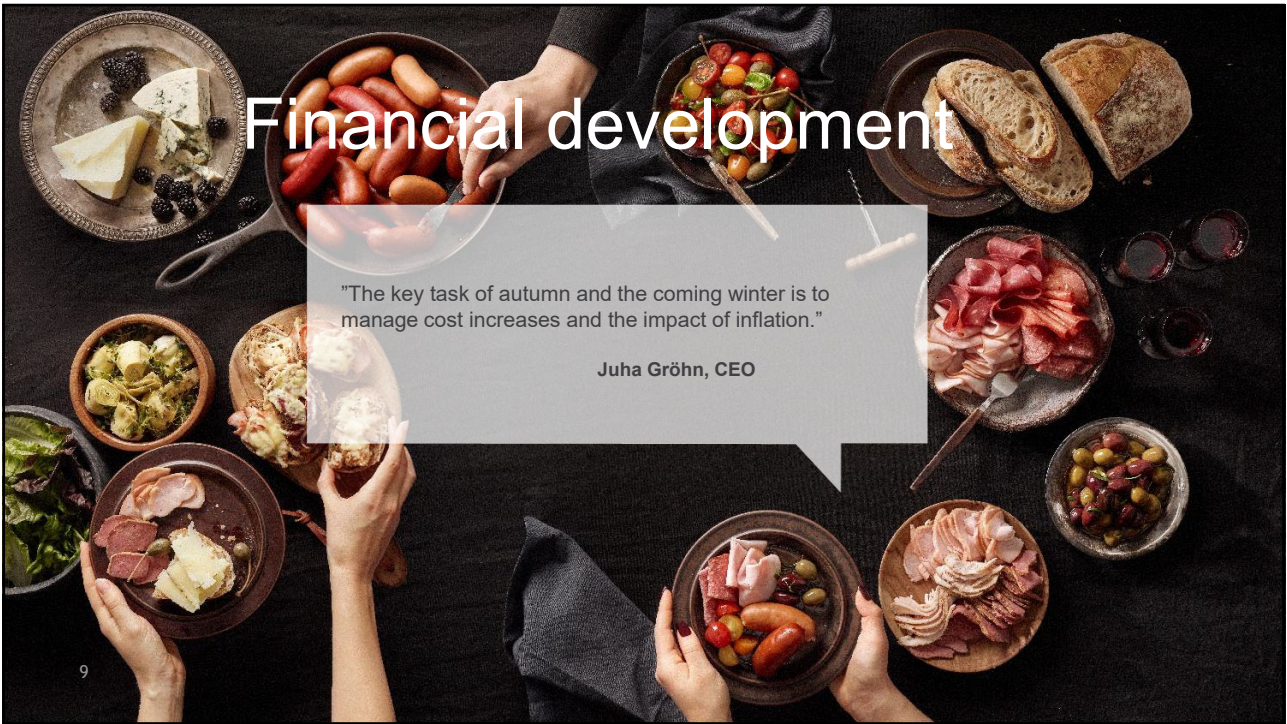 Financial development
”The key task of autumn and the coming winter is to
manage cost increases and the impact of inflation.”
Juha Gröhn, CEO
9